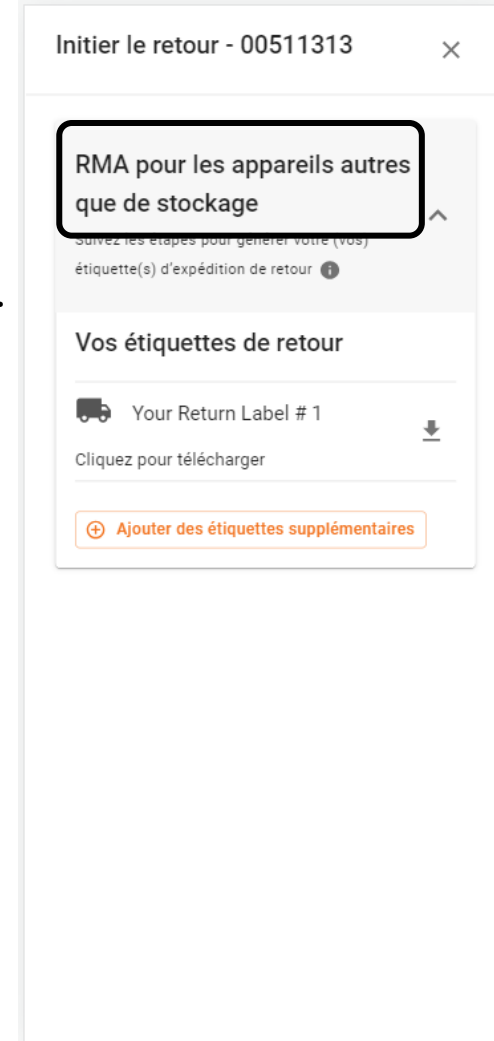 Initier le retour - 00511313
RMA pour les appareils autres
que de stockage
Suivez les étapes pour générer votre (vos)
étiquette(s) d'expédition de retour
Vos étiquettes de retour
Your Return Label # 1
Cliquez pour télécharger
Ajouter des étiquettes supplémentaires